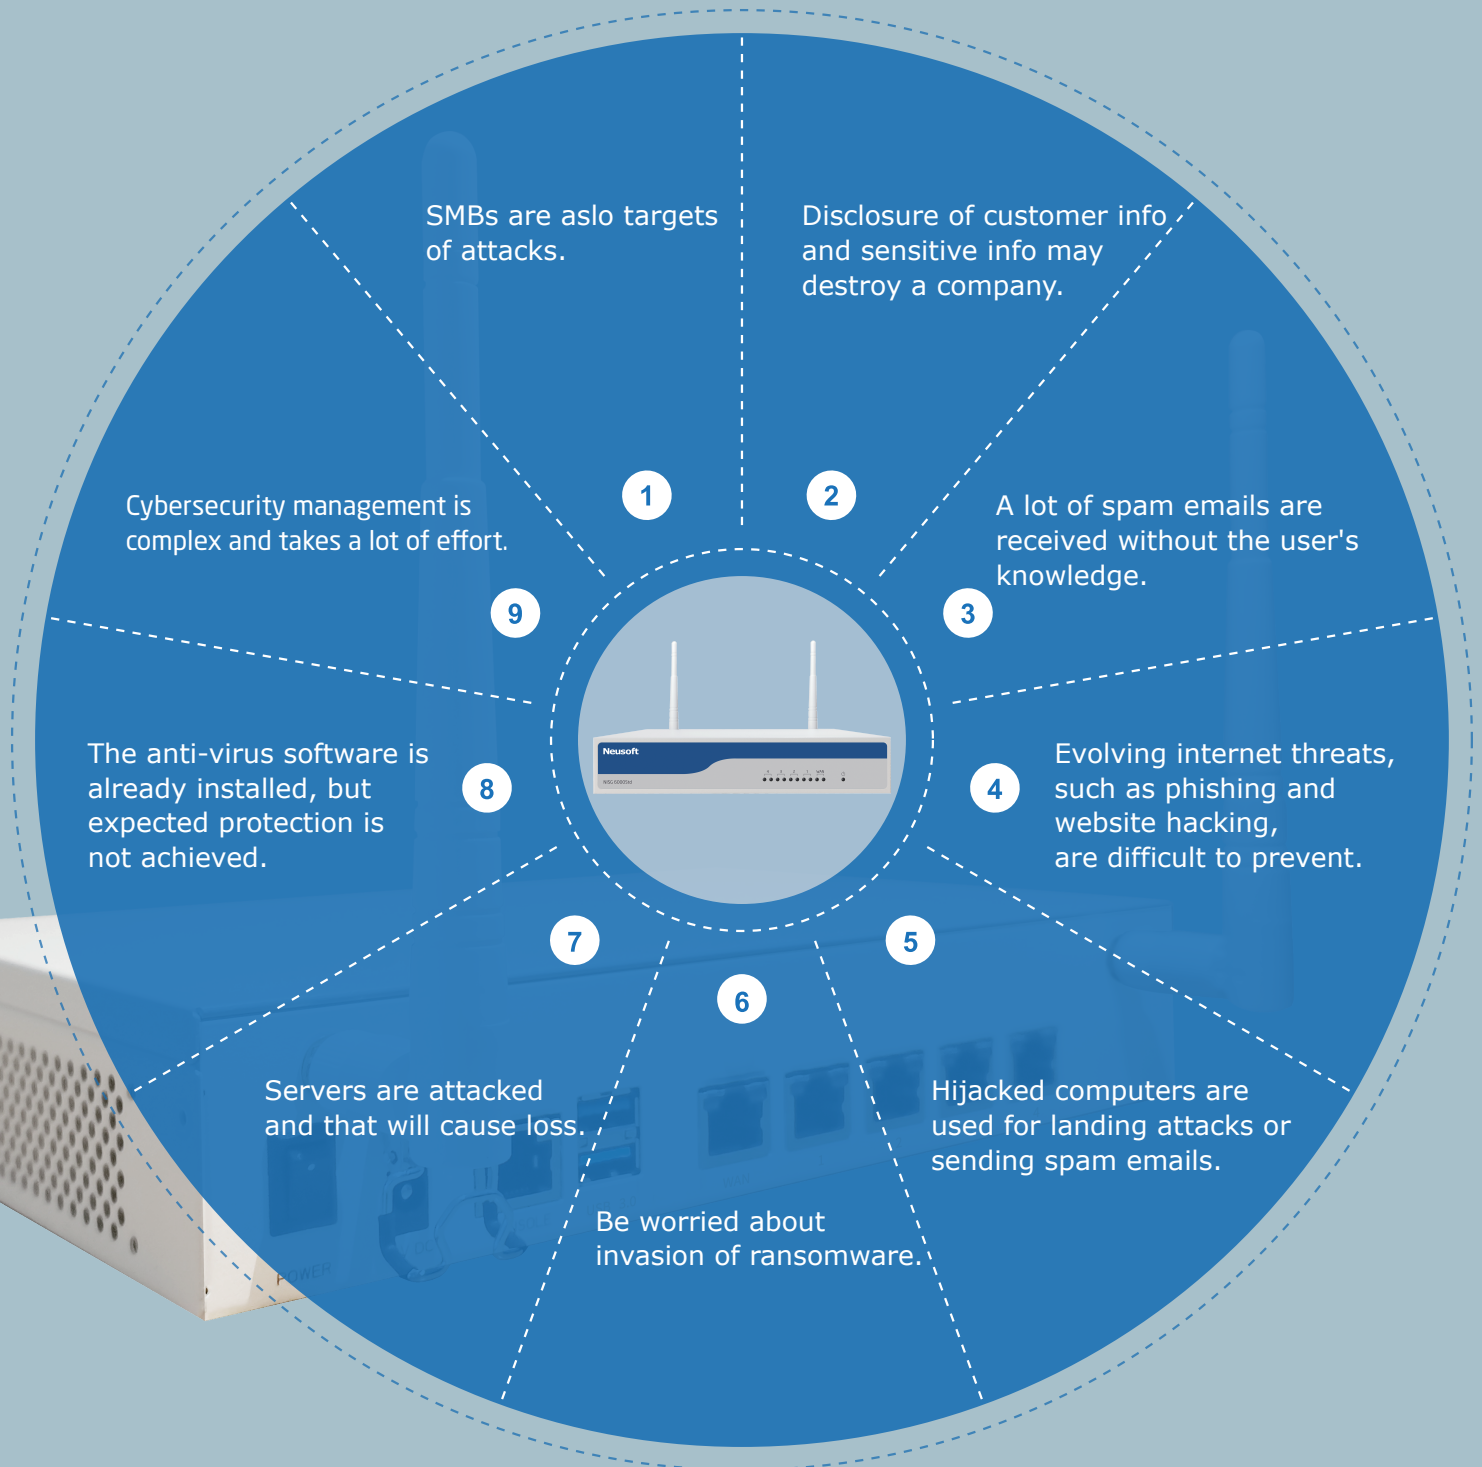 SMBs are aslo targets
of attacks.
1
Disclosure of customer info
and sensitive info may
destroy a company.
2
A lot of spam emails are
received without the user's
knowledge.
3
Evolving internet threats,
such as phishing and
website hacking,
are difficult to prevent.
4
Hijacked computers are
used for landing attacks or
sending spam emails.
5
Be worried about
invasion of ransomware.
6
Servers are attacked
and that will cause loss.
7
The anti-virus software is
already installed, but
expected protection is
not achieved.
8
Cybersecurity management is
complex and takes a lot of effort.
9
Neusoft
POWER